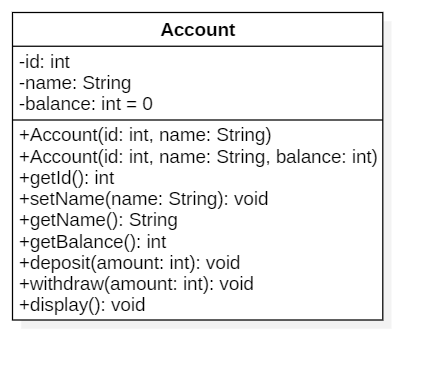 Account
-id: int
-name: String
-balance: int = 0
+Account(id: int, name: String)
+Account(id: int, name: String, balance: int)
+getId(): int
+setName(name: String): void
+getName(): String
+getBalance(): int
+deposit(amount: int): void
+withdraw(amount: int): void
+display(): void